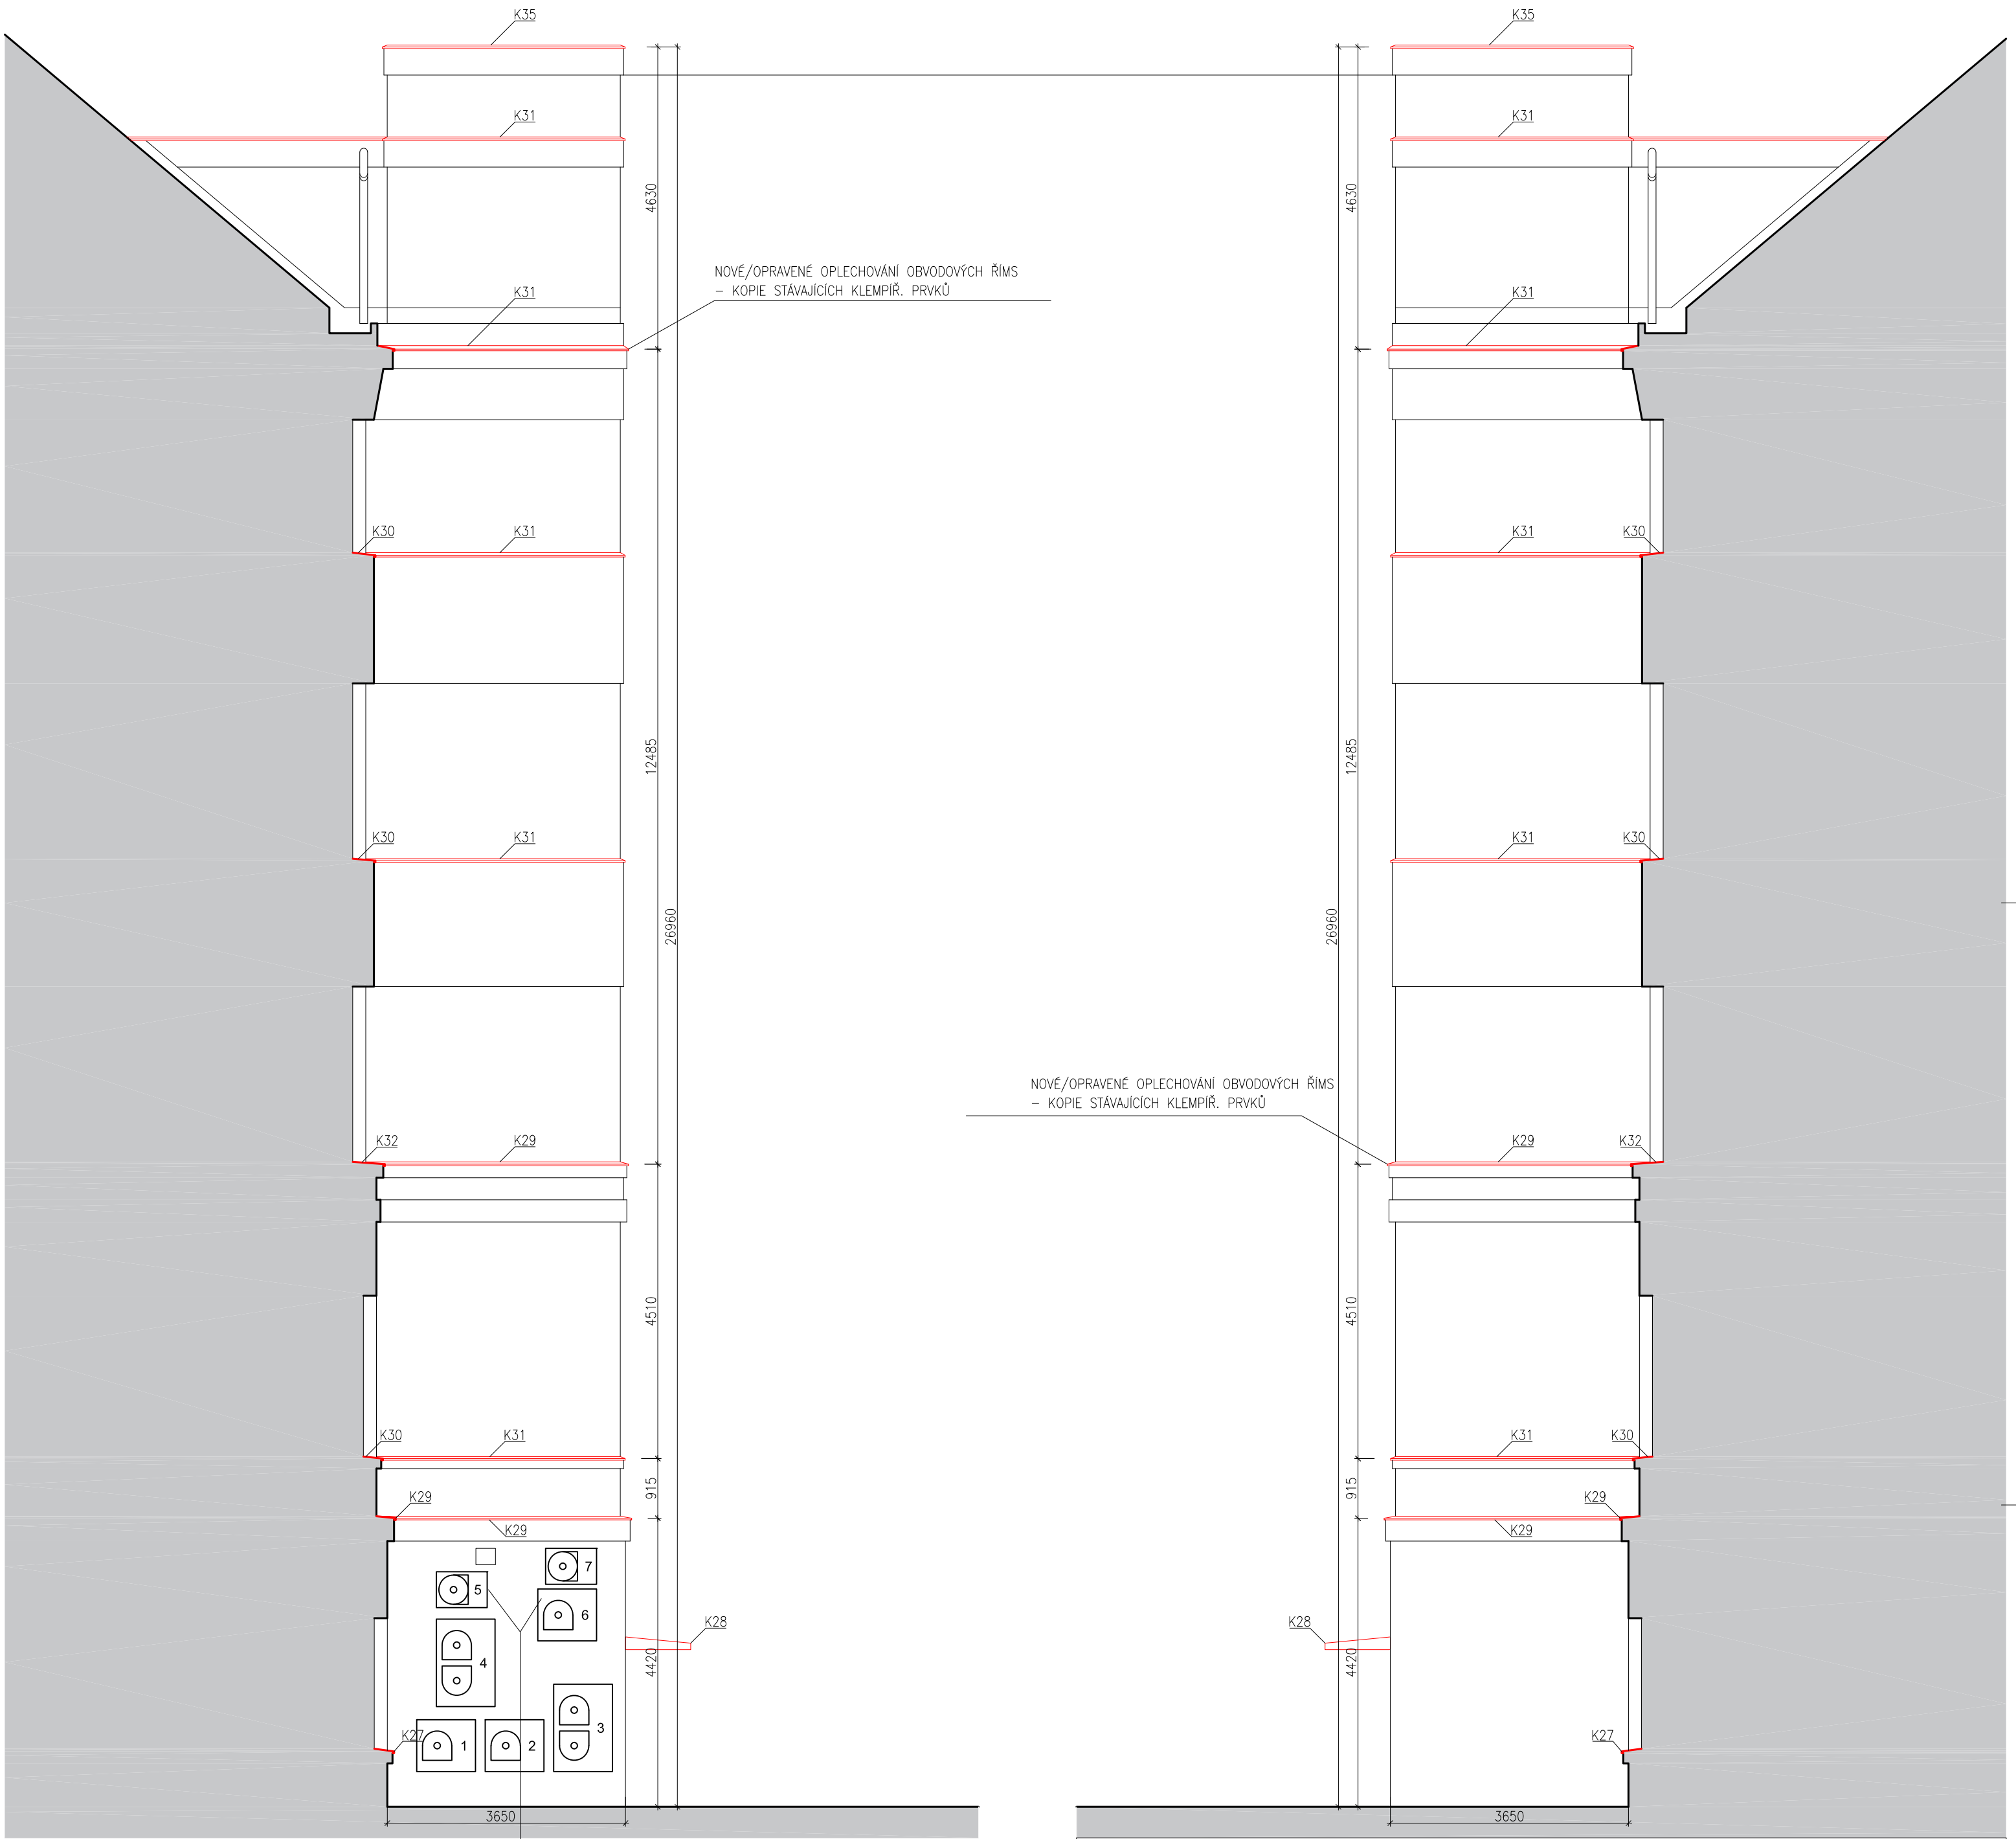 K35
K35
K31
K31
4630
4630
NOVÉ/OPRAVENÉ OPLECHOVÁNÍ OBVODOVÝCH ŘÍMS
– KOPIE STÁVAJÍCÍCH KLEMPÍŘ. PRVKŮ
K31
K31
K30
K31
K31
K30
12485
12485
K30
K31
K31
K30
26960
26960
NOVÉ/OPRAVENÉ OPLECHOVÁNÍ OBVODOVÝCH ŘÍMS
– KOPIE STÁVAJÍCÍCH KLEMPÍŘ. PRVKŮ
K32
K29
K29
K32
4510
4510
K30
K31
K31
K30
915
915
K29
K29
K29
K29
7
5
6
K28
K28
4
4420
4420
3
K27
1
2
K27
3650
3650